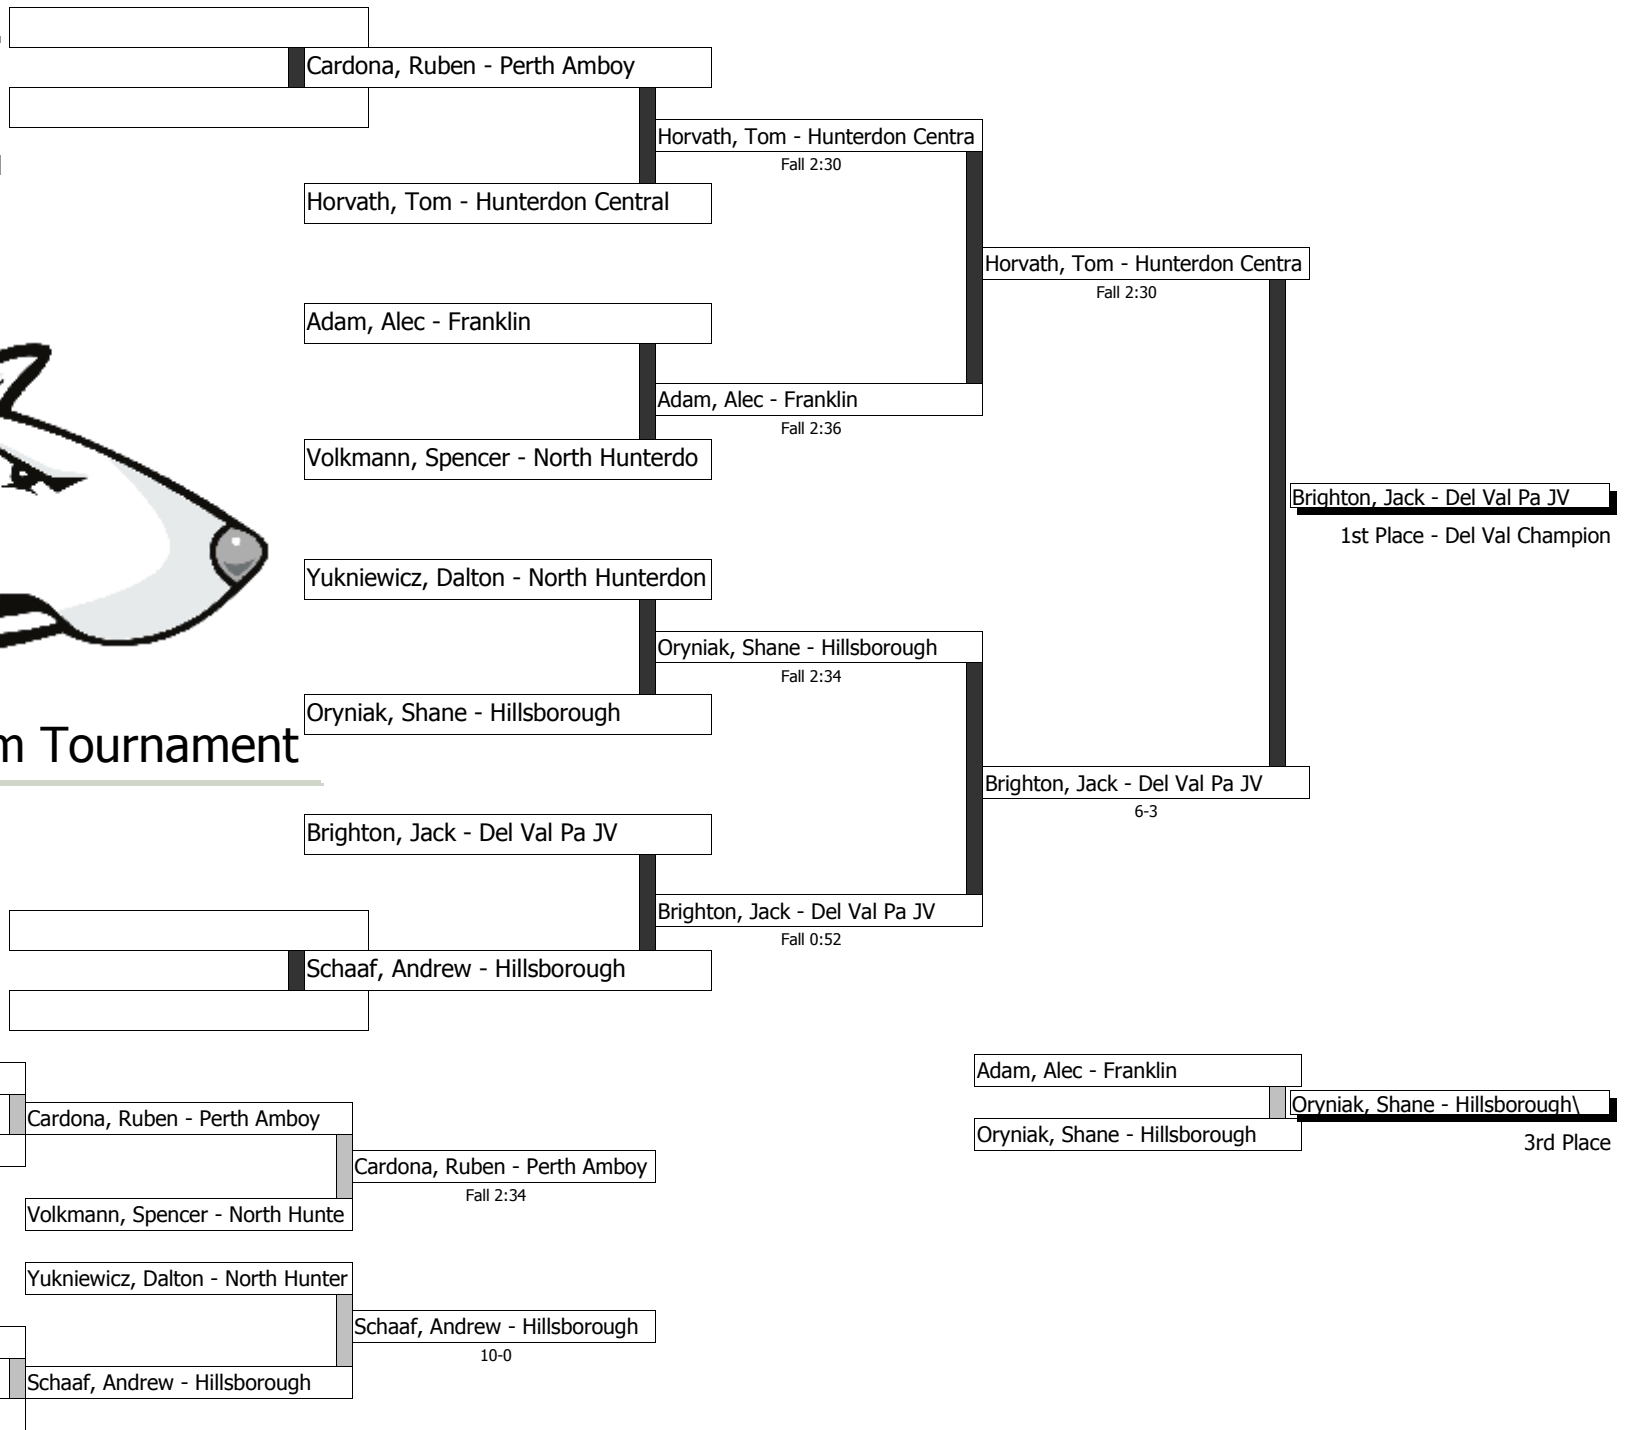 Cardona, Ruben - Perth Amboy
Horvath, Tom - Hunterdon Centra
Fall 2:30
Horvath, Tom - Hunterdon Central
Horvath, Tom - Hunterdon Centra
Fall 2:30
Adam, Alec - Franklin
Adam, Alec - Franklin
Fall 2:36
Volkmann, Spencer - North Hunterdo
Brighton, Jack - Del Val Pa JV
1st Place - Del Val Champion
Yukniewicz, Dalton - North Hunterdon
Oryniak, Shane - Hillsborough
Fall 2:34
Oryniak, Shane - Hillsborough
m Tournament
Brighton, Jack - Del Val Pa JV
6-3
Brighton, Jack - Del Val Pa JV
Brighton, Jack - Del Val Pa JV
Fall 0:52
Schaaf, Andrew - Hillsborough
Adam, Alec - Franklin
Oryniak, Shane - Hillsborough\
Oryniak, Shane - Hillsborough
3rd Place
Cardona, Ruben - Perth Amboy
Cardona, Ruben - Perth Amboy
Fall 2:34
Volkmann, Spencer - North Hunte
Yukniewicz, Dalton - North Hunter
Schaaf, Andrew - Hillsborough
10-0
Schaaf, Andrew - Hillsborough